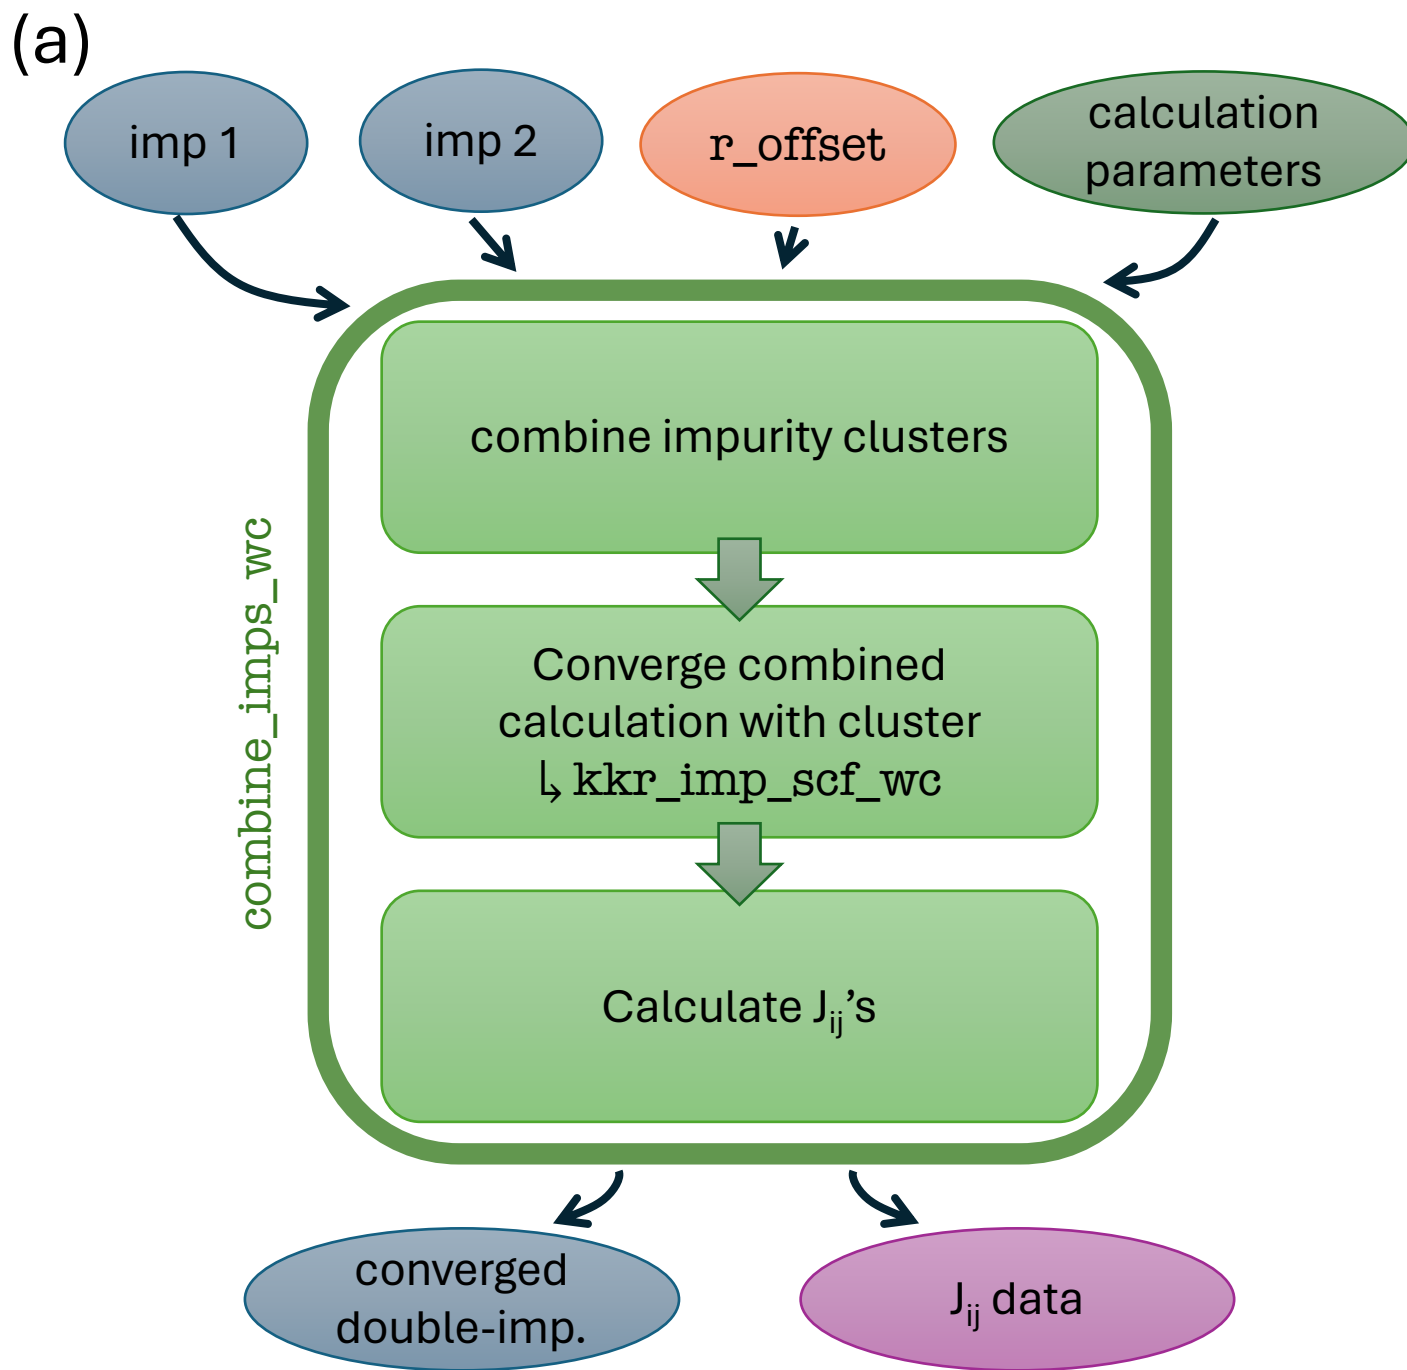 (a)
imp 1
imp 2
r_offset
calculation
parameters
combine_imps_wc
combine impurity clusters
Converge combined
calculation with cluster
↳kkr_imp_scf_wc
Calculate Jij's
converged
double-imp.
Jij data